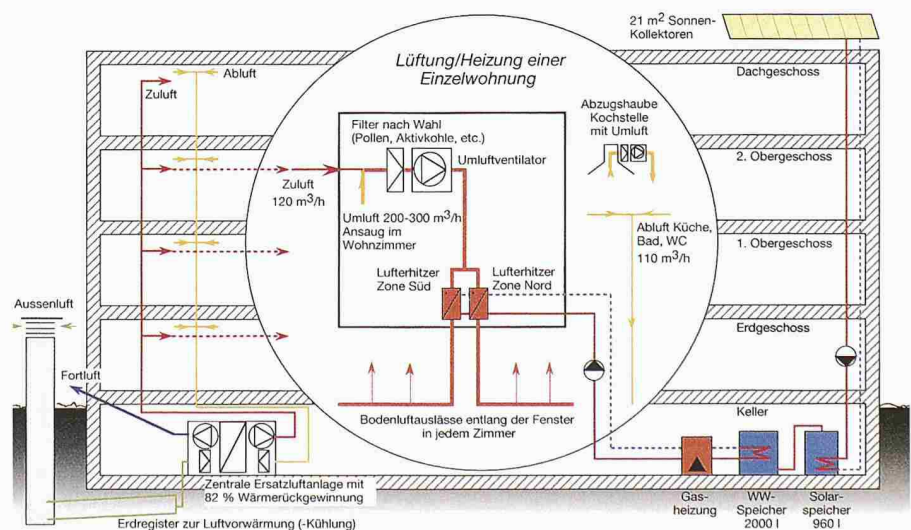 21 m² Sonnen-
Kollektoren
Lüftung/Heizung einer
Einzelwohnung
Abluft
Zuluft
Dachgeschoss
Filter nach Wahl
(Pollen, Aktivkohle, etc.)
Umluftventilator
Abzugshaube
Kochstelle
mit Umluft
2. Obergeschoss
Zuluft
120 m³/h
Umluft 200-300 m³/h
Ansaug im
Wohnzimmer
Abluft Küche,
Bad, WC
110 m³/h
1. Obergeschoss
Lufterhitzer
Zone Süd
Lufterhitzer
Zone Nord
Aussenluft
Erdgeschoss
Fortluft
Keller
Bodenluftauslässe entlang der Fenster
in jedem Zimmer
Zentrale Ersatzluftanlage mit
82 % Wärmerückgewinnung
Gas-
heizung
WW-
Speicher
2000 l
Solar-
speicher
960 l
Erdregister zur Luftvorwärmung (-Kühlung)